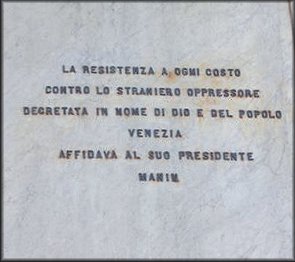 LA RESISTENZA A OGNI COSTO
CONTRO LO STRANIERO OPPRESSORE
DECRETATA IN NOME DI DIO E DEL POPOLO
VENEZIA
AFFIDAVA AL SUO PRESIDENTE
MANIN